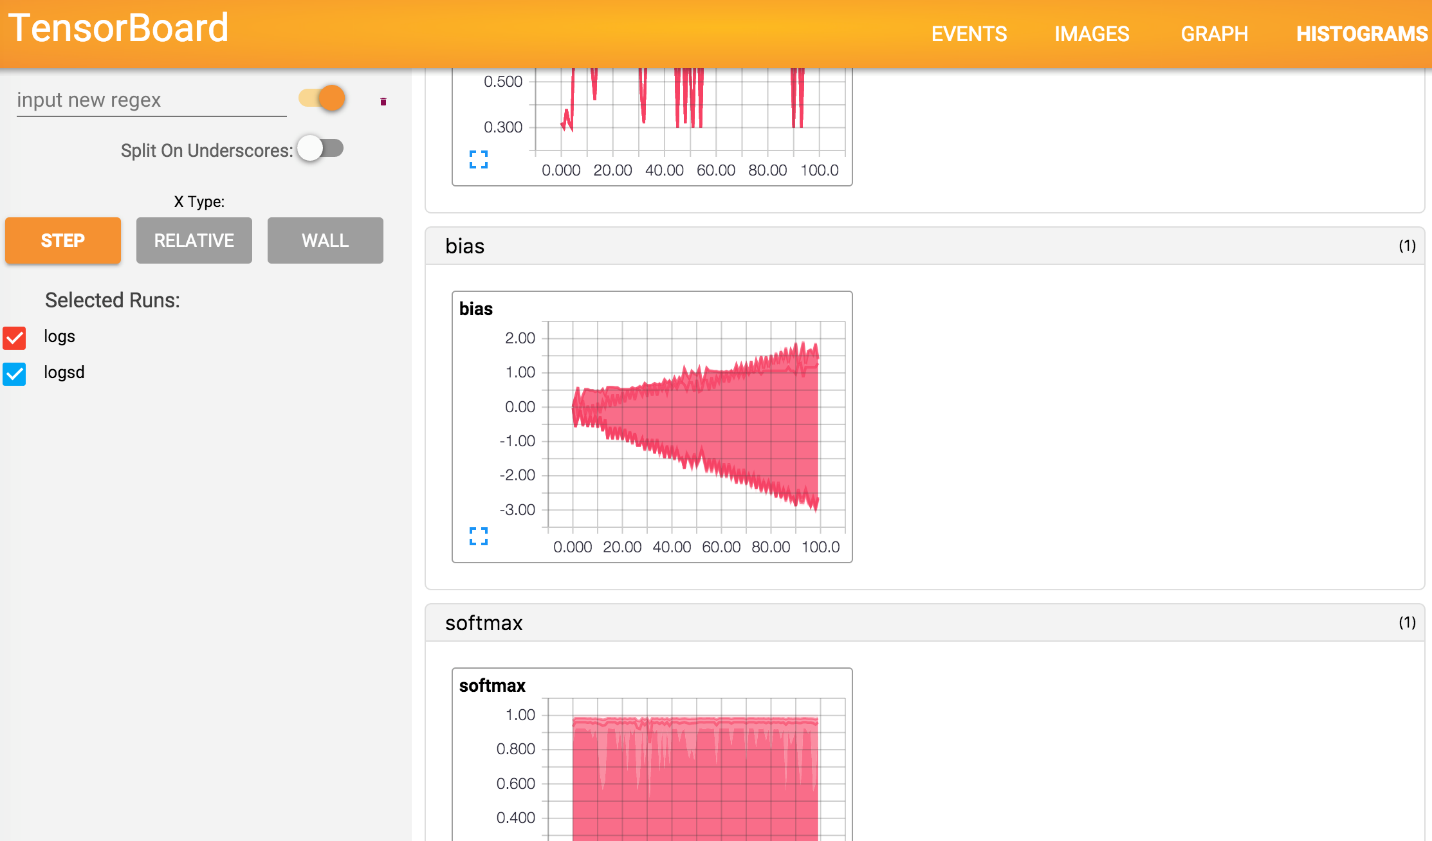 TensorBoard
EVENTS IMAGES GRAPH HISTOGRAMS
input new regex
Split On Underscores:
X Type:
STEP RELATIVE WALL
Selected Runs:
logs
logsd
0.500
0.300
0.000 20.00 40.00 60.00 80.00 100.0
bias (1)
bias
2.00
1.00
0.00
-1.00
-2.00
-3.00
0.000 20.00 40.00 60.00 80.00 100.0
softmax (1)
softmax
1.00
0.800
0.600
0.400